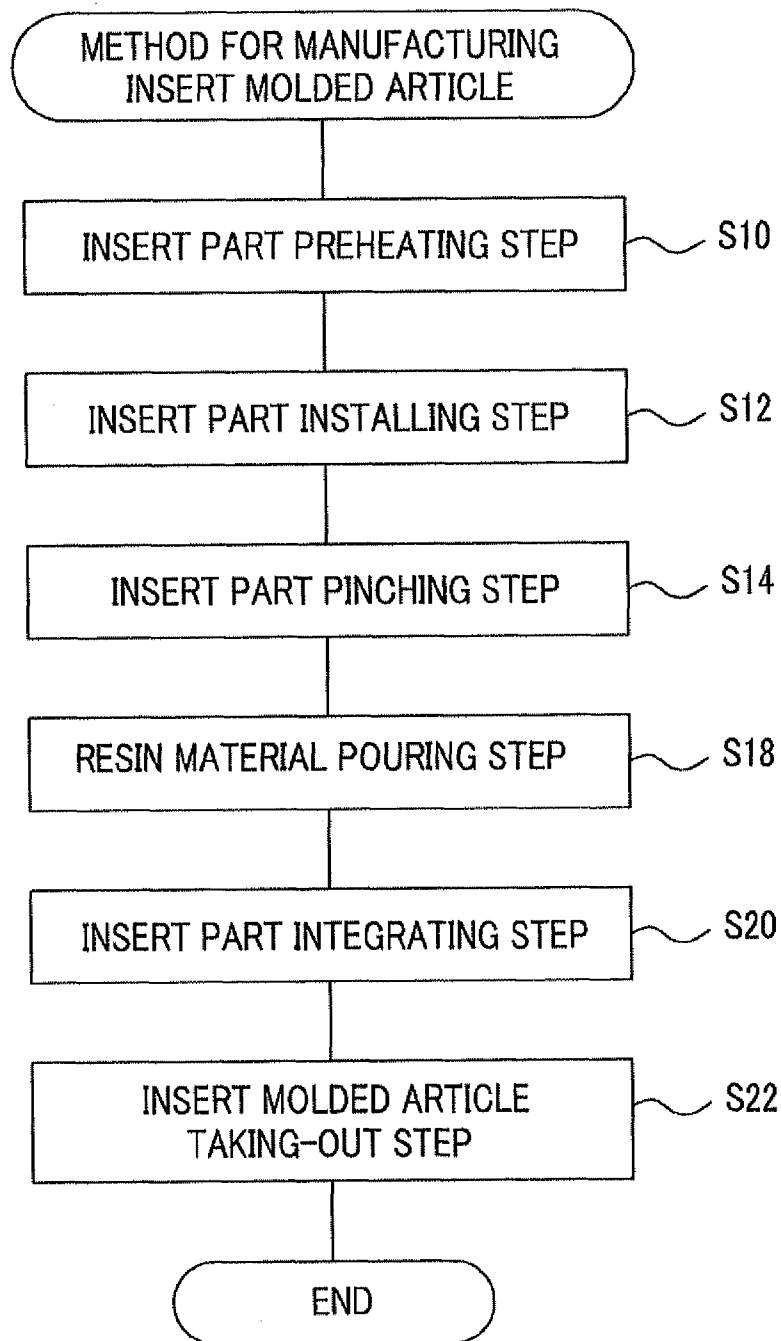 METHOD FOR MANUFACTURING
INSERT MOLDED ARTICLE
INSERT PART PREHEATING STEP
S10
INSERT PART INSTALLING STEP
S12
INSERT PART PINCHING STEP
S14
RESIN MATERIAL POURING STEP
S18
INSERT PART INTEGRATING STEP
S20
INSERT MOLDED ARTICLE
TAKING-OUT STEP
S22
END